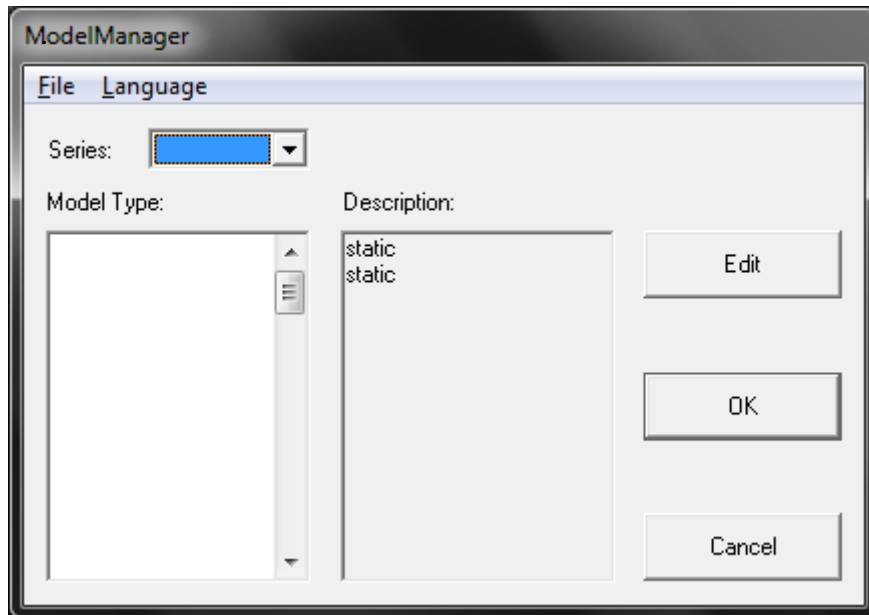 ModelManager
File Language
Series:
Model Type:
Description:
static
static
Edit
OK
Cancel